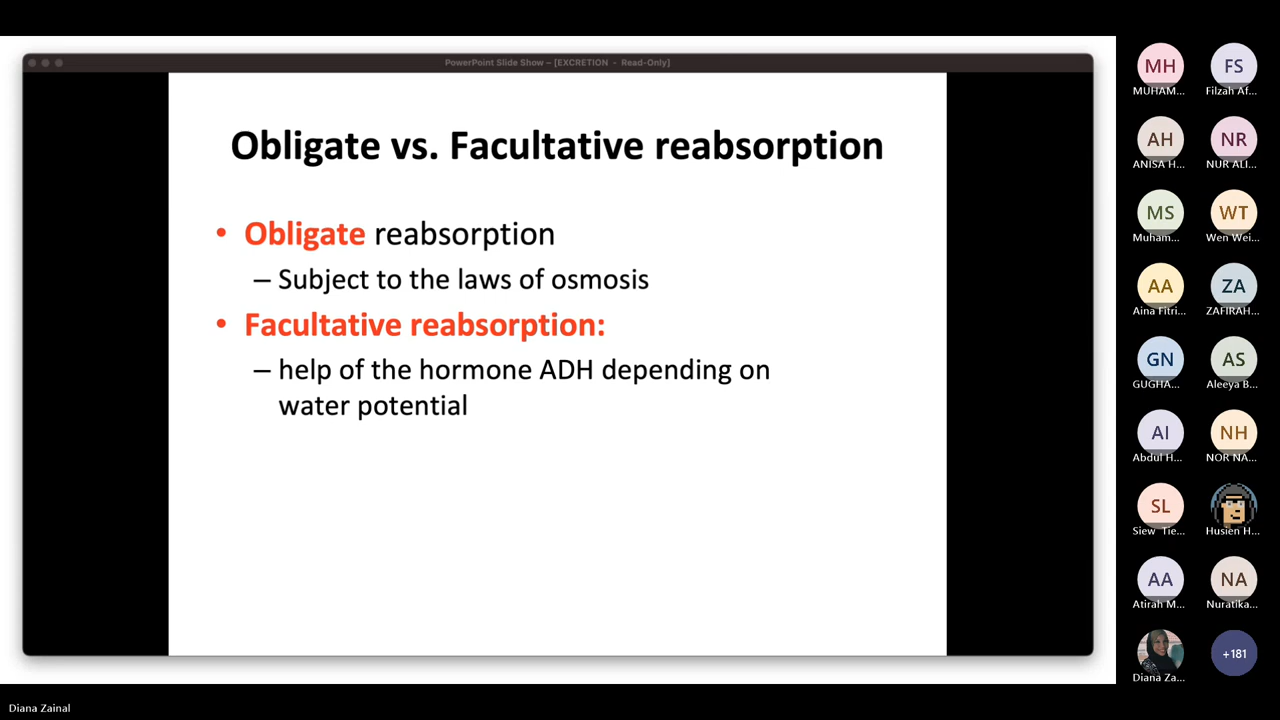 PowerPoint Slide Show – [EXCRETION - Read-Only]
Obligate vs. Facultative reabsorption
• Obligate reabsorption
– Subject to the laws of osmosis
• Facultative reabsorption:
– help of the hormone ADH depending on
water potential
MH FS
MUHAM... Filzah Af...
AH NR
ANISA H... NUR ALI...
MS WT
Muham... Wen Wei...
AA ZA
Aina Fitri... ZAFIRAH...
GN AS
GUGHA... Aleeya B...
AI NH
Abdul H... NOR NA...
SL
Siew Tie... Husien H...
AA NA
Atirah M... Nuratika...
+181
Diana Za...
Diana Zainal